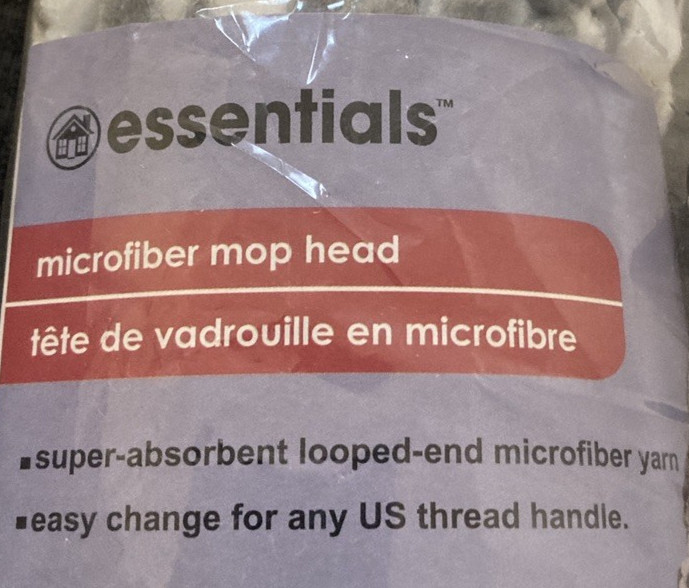 essentials™
microfiber mop head
tête de vadrouille en microfibre
▪super-absorbent looped-end microfiber yarn
▪easy change for any US thread handle.